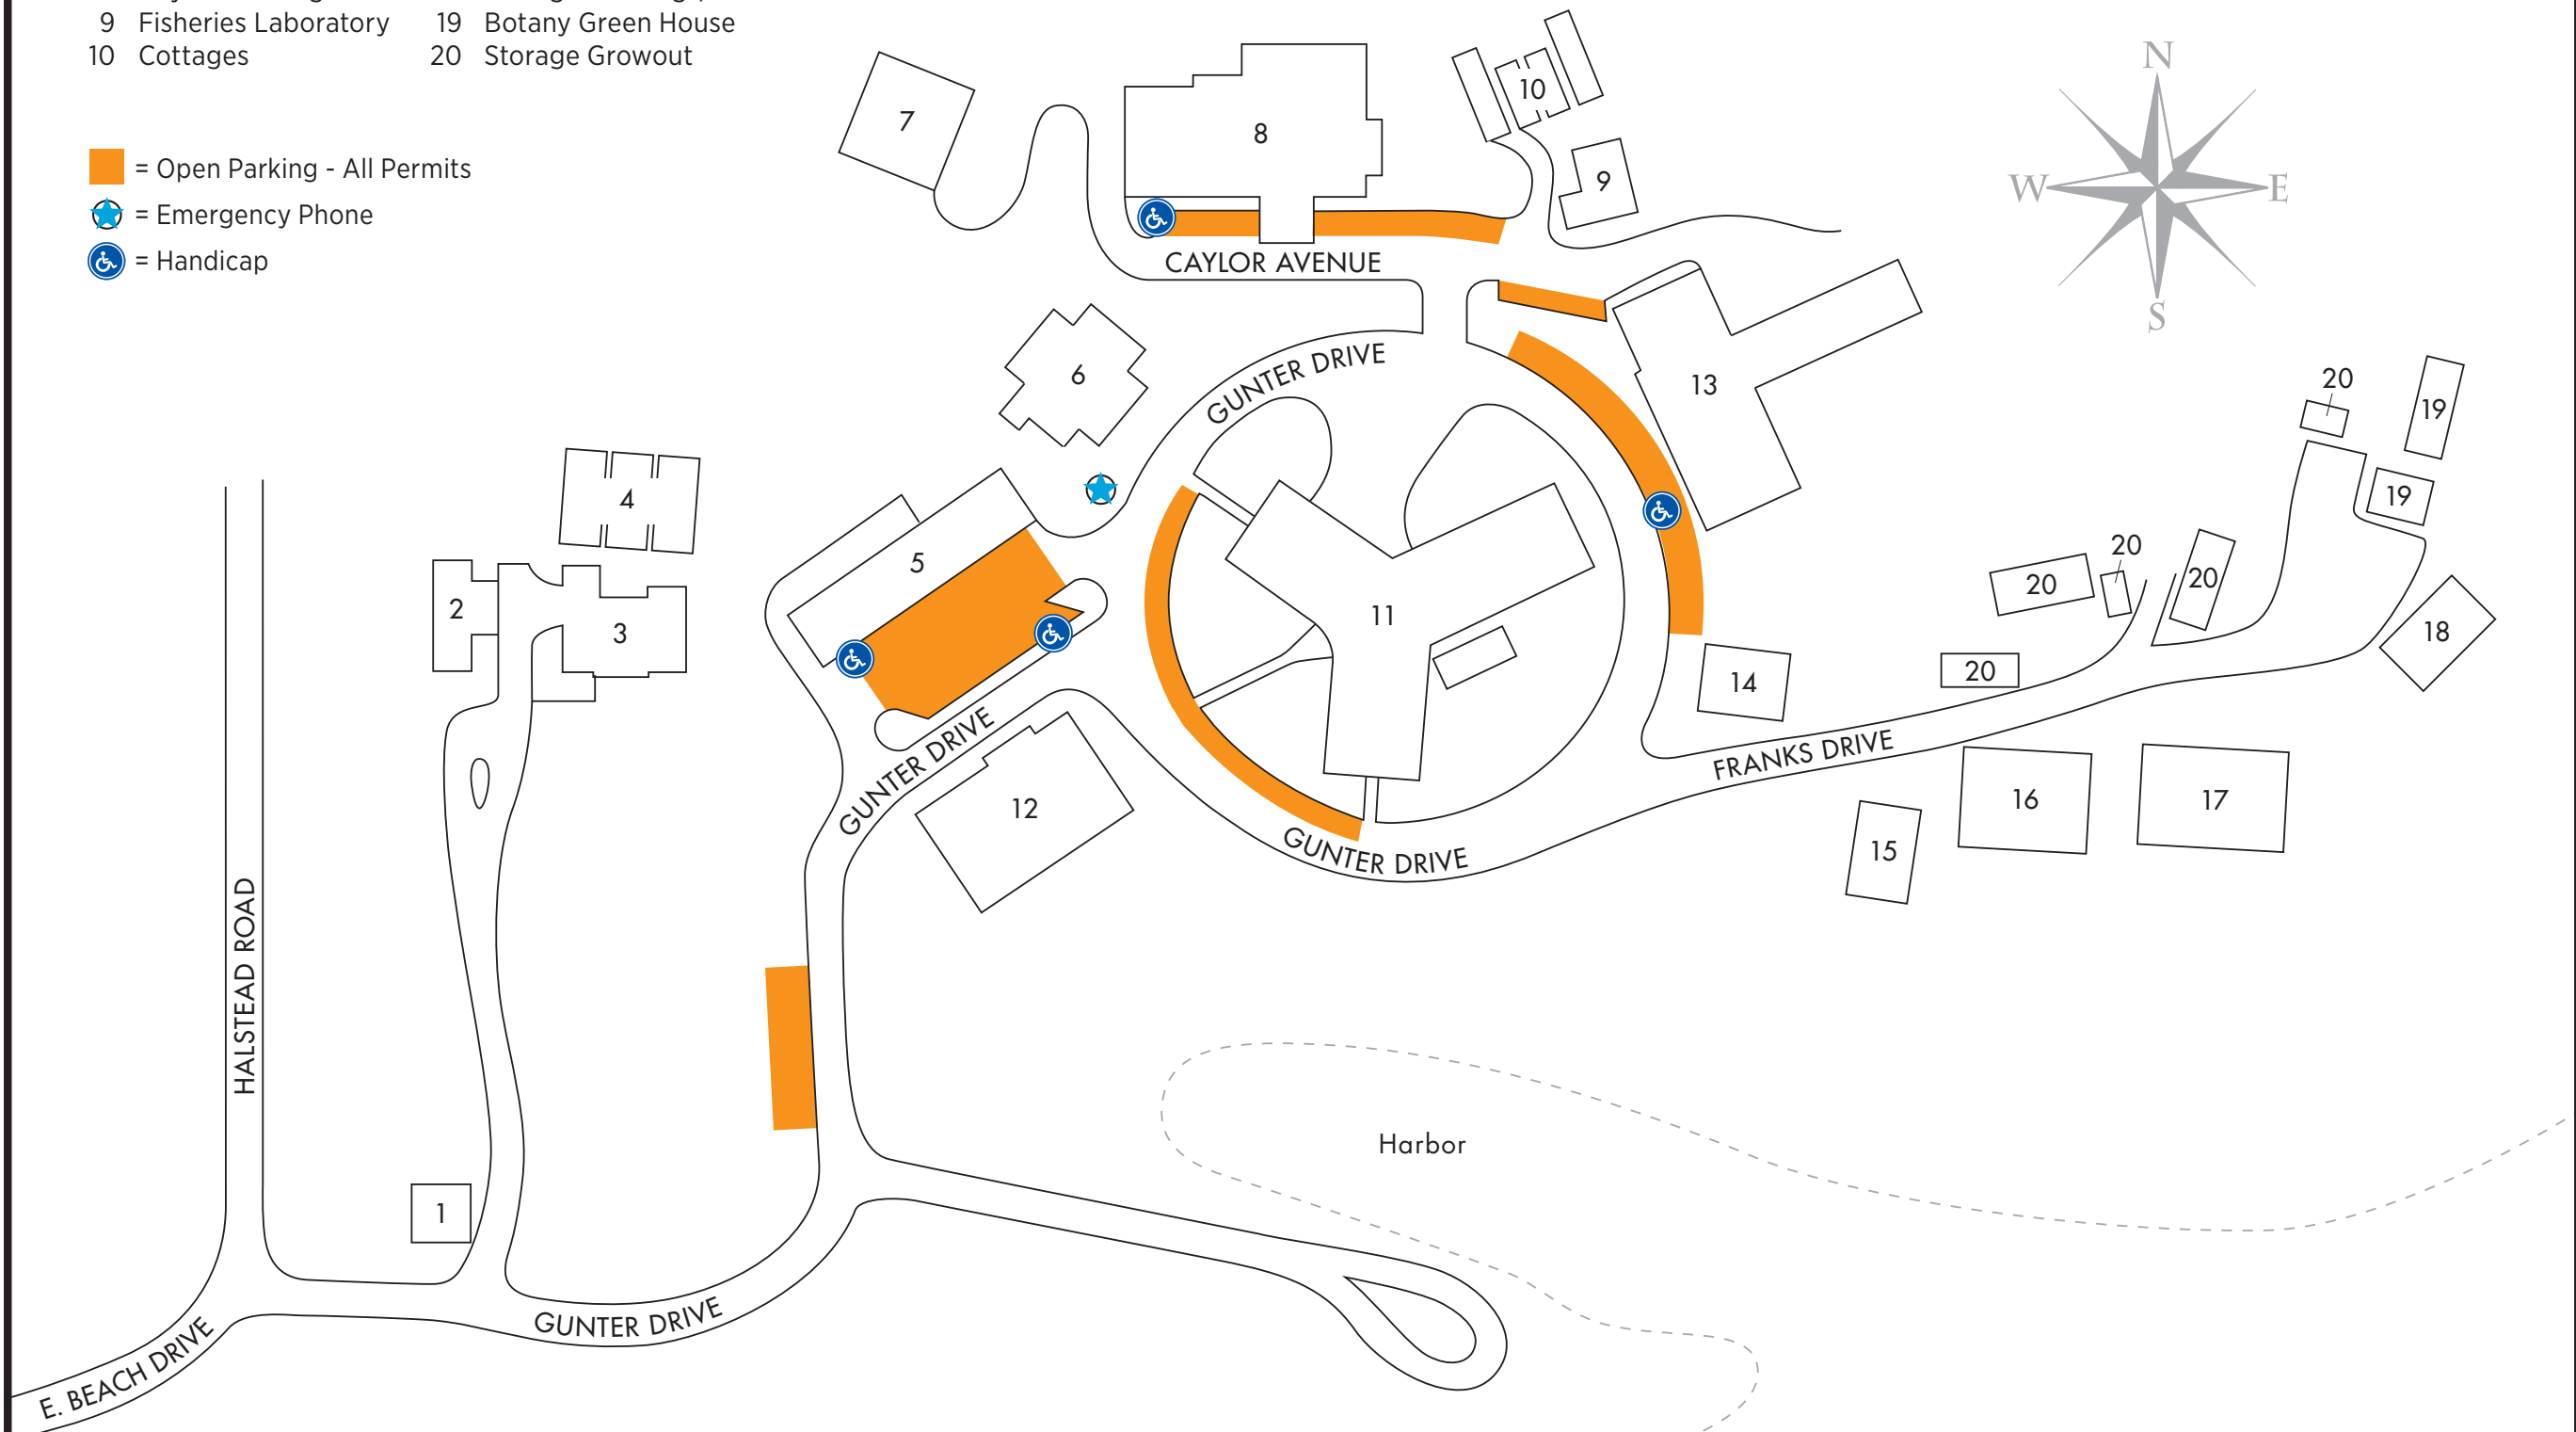 9 Fisheries Laboratory
19 Botany Green House
10 Cottages
20 Storage Growout
= Open Parking - All Permits
= Emergency Phone
= Handicap
N
W
E
S
7
8
10
9
CAYLOR AVENUE
6
GUNTER DRIVE
13
20
19
4
19
5
20
20
20
2
3
11
18
14
20
GUNTER DRIVE
FRANKS DRIVE
12
16
17
GUNTER DRIVE
15
HALSTEAD ROAD
Harbor
1
GUNTER DRIVE
E. BEACH DRIVE